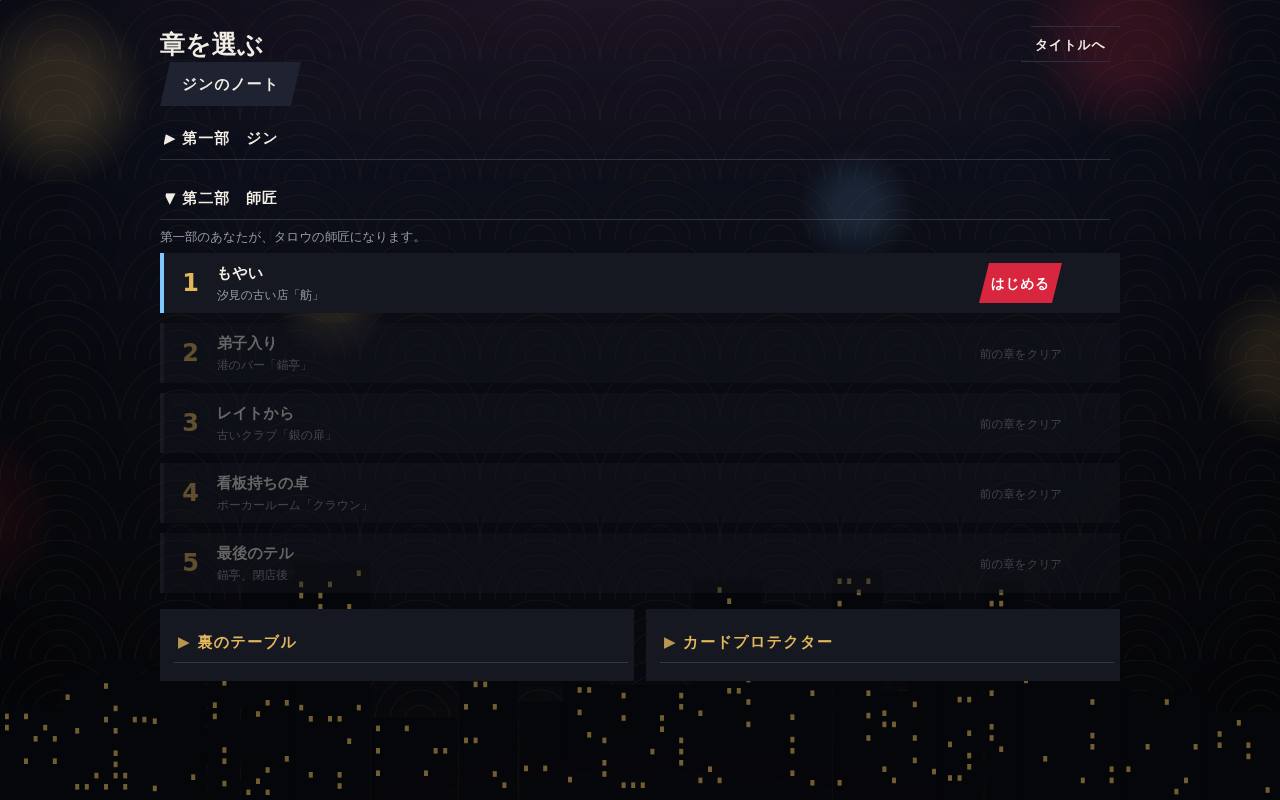 章を選ぶ
タイトルへ
ジンのノート
▶ 第一部　ジン
▼ 第二部　師匠
第一部のあなたが、タロウの師匠になります。
1
もやい
汐見の古い店「舫」
はじめる
2
弟子入り
港のバー「錨亭」
前の章をクリア
3
レイトから
古いクラブ「銀の扉」
前の章をクリア
4
看板持ちの卓
ポーカールーム「クラウン」
前の章をクリア
5
最後のテル
錨亭、閉店後
前の章をクリア
▶ 裏のテーブル
▶ カードプロテクター